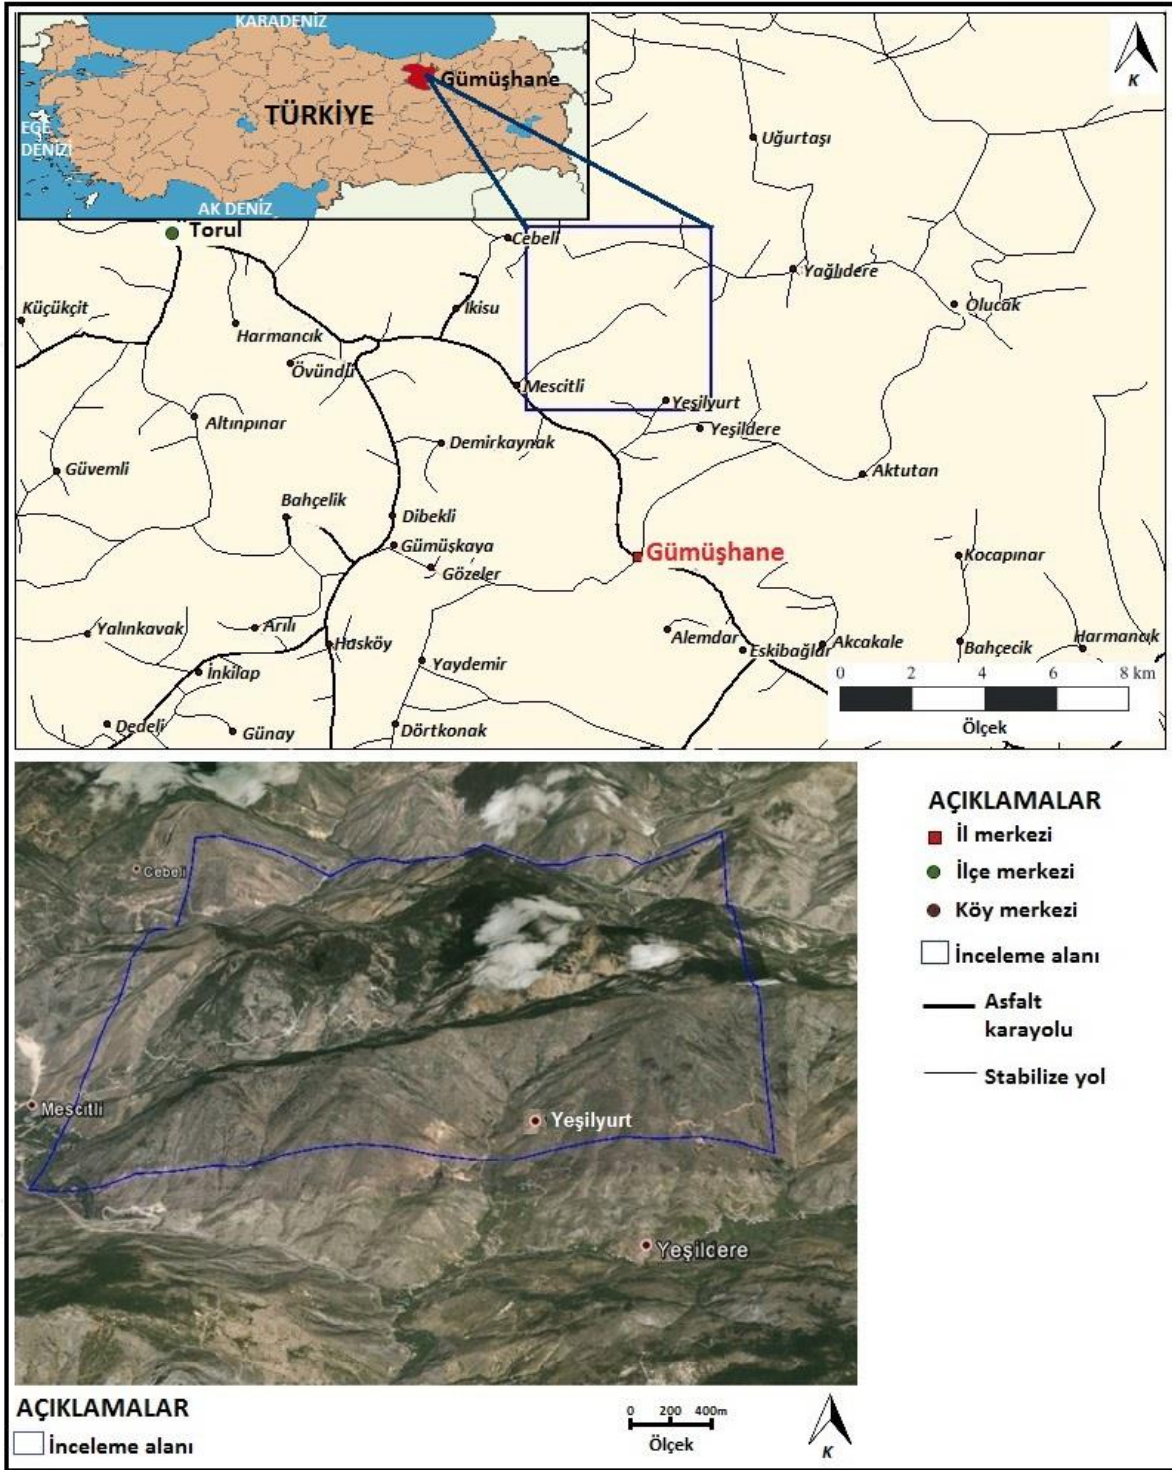 KARADENİZ
Gümüşhane
TÜRKİYE
EGE
DENİZİ
AK DENİZ
K
Uğurtaşı
Torul
Cebeli
Yağlıdere
Olucak
İkisu
Küçükçit
Harmancık
Övündü
Mescitli
Yeşilyurt
Altınpınar
Yeşildere
Demirkaynak
Güvemli
Aktutan
Bahçelik
Dibekli
Gümüşkaya
Gümüşhane
Kocapınar
Gözeler
Yalınkavak
Arılı
Hasköy
Alemdar
Akcakale
Eskibağlar
Bahçecik
Harmancık
İnkilap
Yaydemir
0 2 4 6 8 km
Ölçek
Dedeli
Günay
Dörtkonak
Cebeli
Mescitli
Yeşilyurt
Yeşildere
AÇIKLAMALAR
İl merkezi
İlçe merkezi
Köy merkezi
İnceleme alanı
Asfalt
karayolu
Stabilize yol
AÇIKLAMALAR
İnceleme alanı
0 200 400m
Ölçek
K